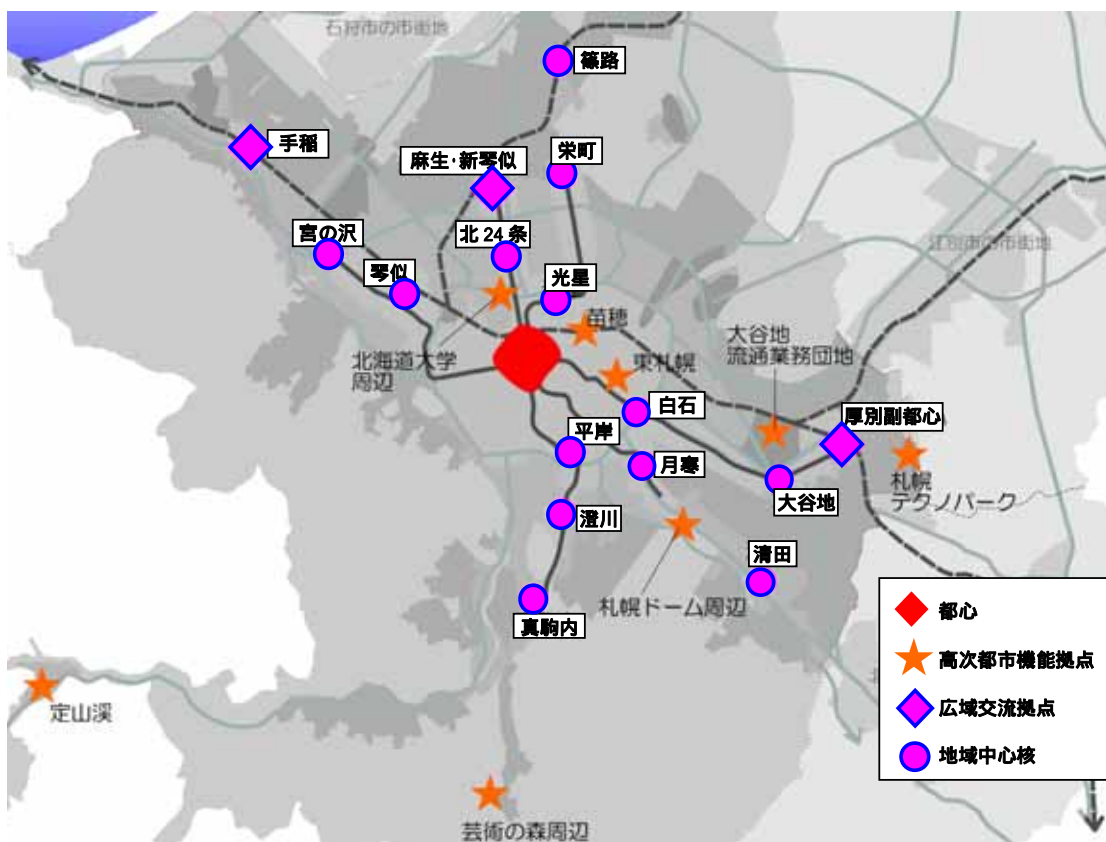 石狩市の市街地
篠路
手稲
麻生・新琴似
栄町
宮の沢
北24条
琴似
光星
苗穂
江別市の市街地
北海道大学
周辺
東札幌
大谷地
流通業務団地
白石
厚別副都心
平岸
月寒
札幌
テクノパーク
大谷地
澄川
清田
札幌ドーム周辺
真駒内
定山渓
芸術の森周辺
都心
高次都市機能拠点
広域交流拠点
地域中心核